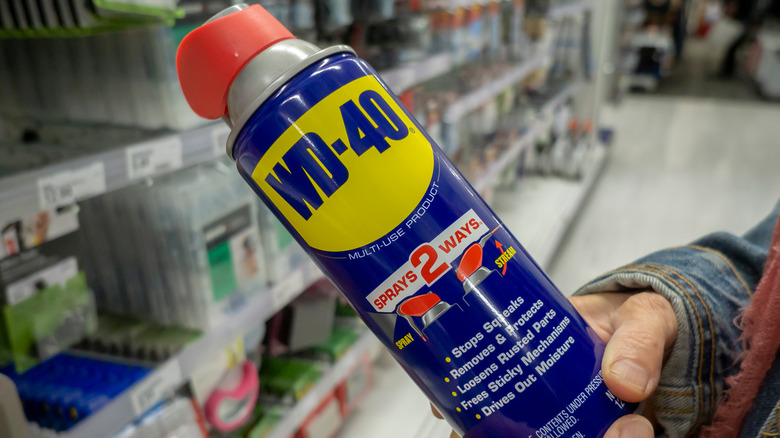 WD-40®
MULTI-USE PRODUCT
SPRAYS 2 WAYS
SPRAY
STREAM
• Stops Squeaks
• Removes & Protects
• Loosens Rusted Parts
• Frees Sticky Mechanisms
• Drives Out Moisture
CONTENTS UNDER PRESSURE.